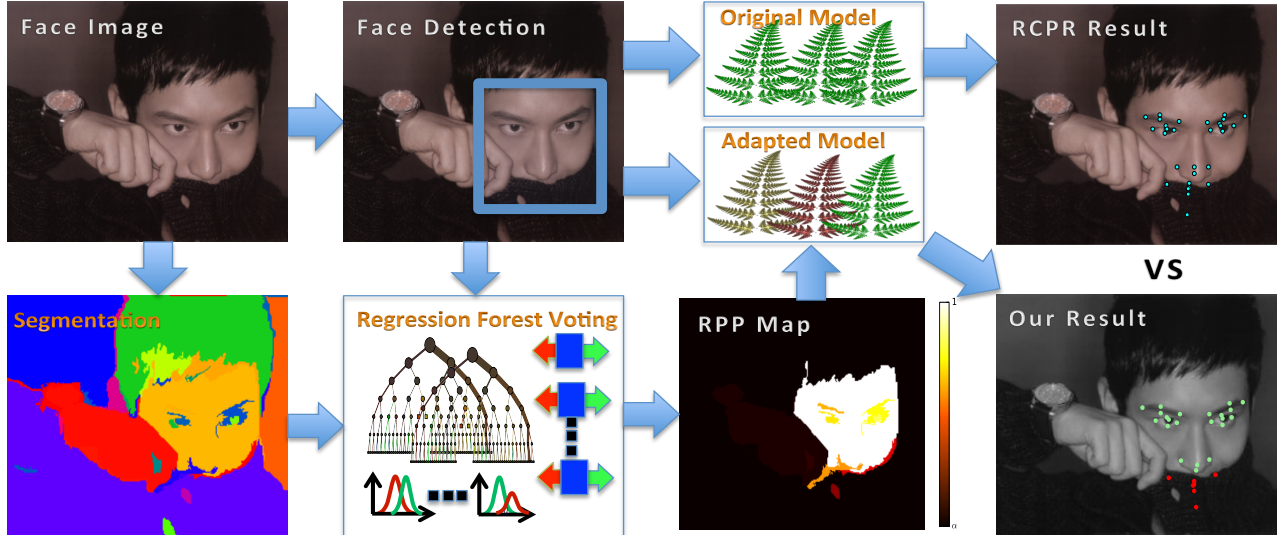 Face Image
Face Detection
Original Model
RCPR Result
Adapted Model
VS
Segmentation
Regression Forest Voting
RPP Map
1
α
Our Result